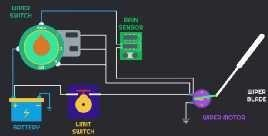 WIPER
SWITCH
RAIN
SENSOR
BATTERY
LIMIT
SWITCH
WIPER MOTOR
WIPER
BLADE